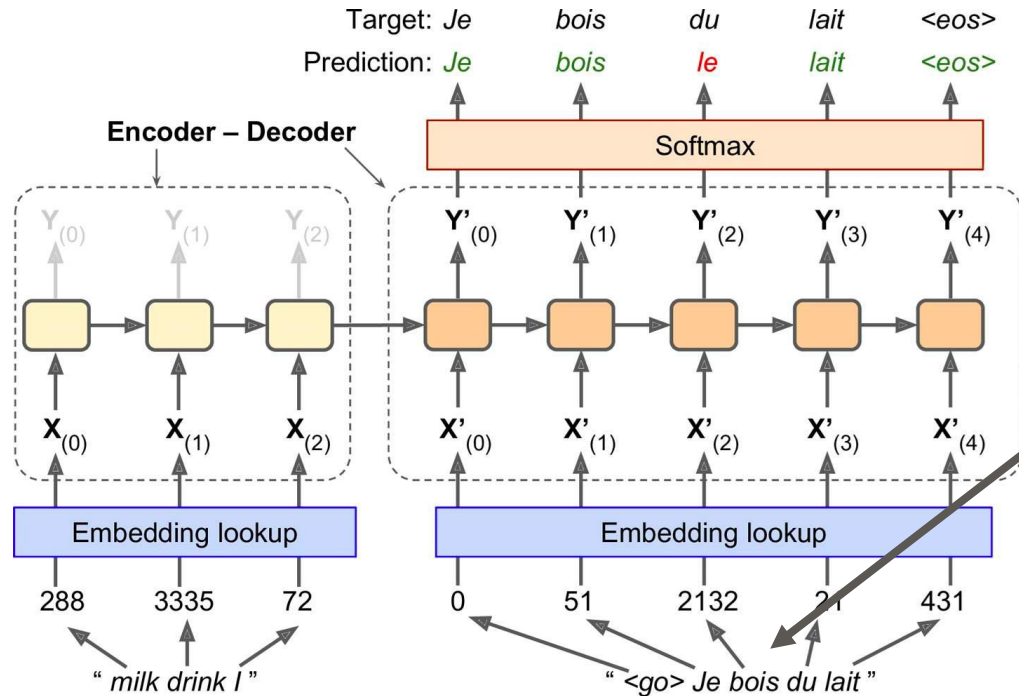 Target: Je bois du lait <eos>
Prediction: Je bois le lait <eos>
Encoder – Decoder
Softmax
Y(0) Y(1) Y(2) Y'(0) Y'(1) Y'(2) Y'(3) Y'(4)
X(0) X(1) X(2) X'(0) X'(1) X'(2) X'(3) X'(4)
Embedding lookup Embedding lookup
288 3335 72 0 51 2132 21 431
“ milk drink I ” “ <go> Je bois du lait ”